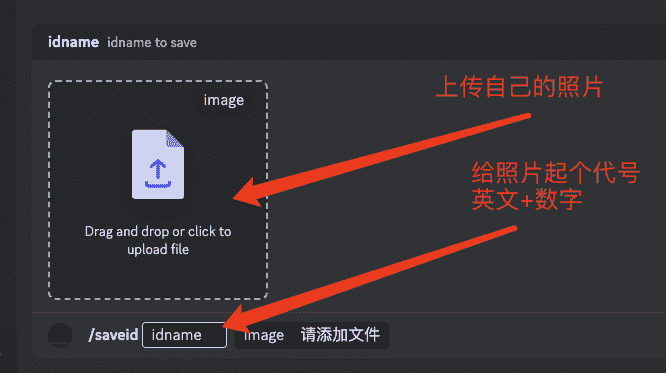 idname idname to save
image
上传自己的照片
给照片起个代号
英文+数字
Drag and drop or click to
upload file
/saveid idname image 请添加文件